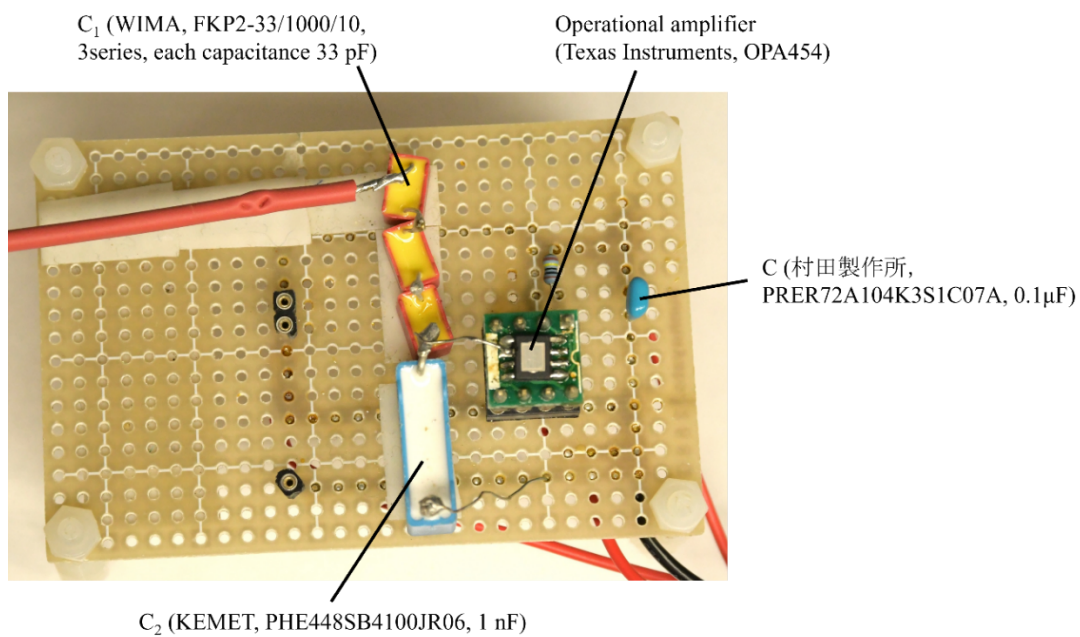 C₁ (WIMA, FKP2-33/1000/10,
3series, each capacitance 33 pF)
Operational amplifier
(Texas Instruments, OPA454)
C (村田製作所,
PRER72A104K3S1C07A, 0.1μF)
C₂ (KEMET, PHE448SB4100JR06, 1 nF)